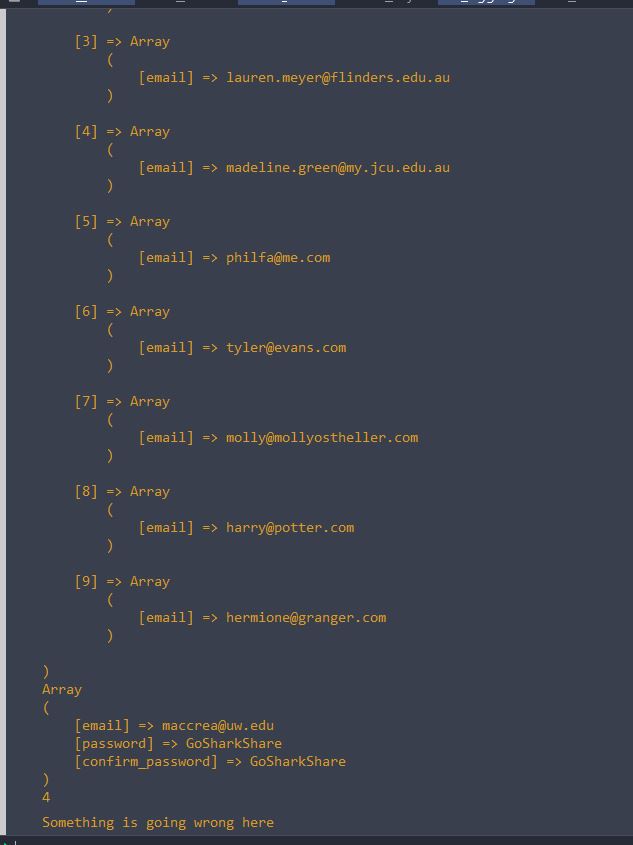 [3] => Array
(
[email] => lauren.meyer@flinders.edu.au
)
[4] => Array
(
[email] => madeline.green@my.jcu.edu.au
)
[5] => Array
(
[email] => philfa@me.com
)
[6] => Array
(
[email] => tyler@evans.com
)
[7] => Array
(
[email] => molly@mollyostheller.com
)
[8] => Array
(
[email] => harry@potter.com
)
[9] => Array
(
[email] => hermione@granger.com
)
)
Array
(
[email] => maccrea@uw.edu
[password] => GoSharkShare
[confirm_password] => GoSharkShare
)
4
Something is going wrong here